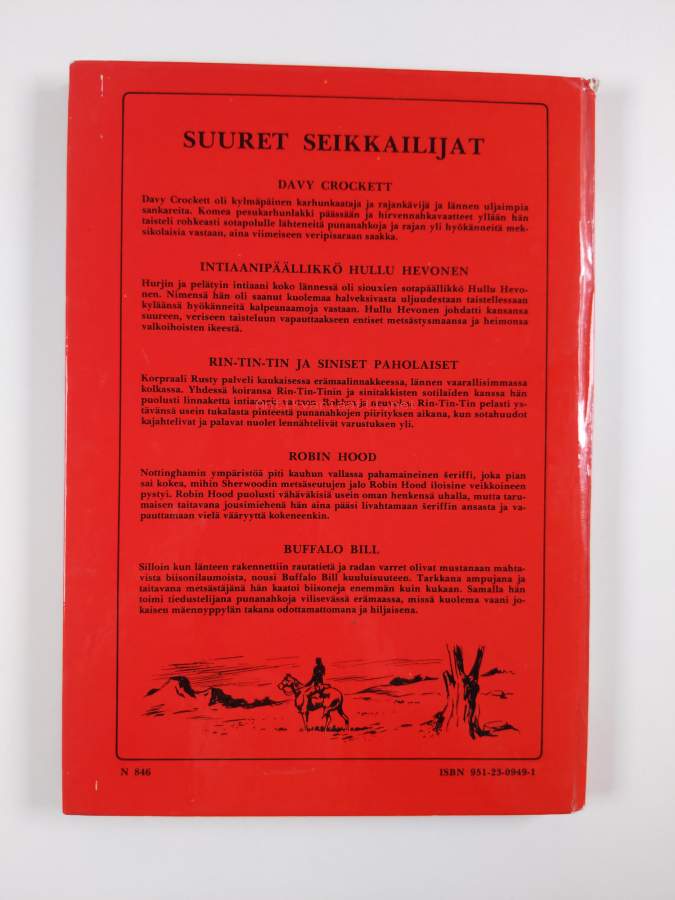 SUURET SEIKKAILIJAT
DAVY CROCKETT
Davy Crockett oli kylmäpäinen karhunkaataja ja rajankävijä ja lännen uljaimpia
sankareita. Komea pesukarhunlakki päässään ja hirvennahkavaatteet yllään hän
taisteli rohkeasti sotapolulle lähteneitä punanahkoja ja rajan yli hyökänneitä mek-
sikolaisia vastaan, aina viimeiseen veripisaraan saakka.
INTIAANIPÄÄLLIKKÖ HULLU HEVONEN
Hurjin ja pelätyin intiaani koko lännessä oli siouxien sotapäällikkö Hullu Hevo-
nen. Nimensä hän oli saanut kuolemaa halveksivasta uljuudestaan taistellessaan
kyläänsä hyökänneitä kalpeanaamoja vastaan. Hullu Hevonen johdatti kansansa
suureen, veriseen taisteluun vapauttaakseen entiset metsästysmaansa ja heimonsa
valkoihoisten ikeestä.
RIN-TIN-TIN JA SINISET PAHOLAISET
Korpraali Rusty palveli kaukaisessa erämaalinnakkeessa, lännen vaarallisimmassa
kolkassa. Yhdessä koiransa Rin-Tin-Tinin ja sinitakkisten sotilaiden kanssa hän
puolusti linnaketta intiaaneja vastaan. Rohkea ja neuvokas Rin-Tin-Tin pelasti ys-
tävänsä usein tukalasta pinteestä punanahkojen piirityksen aikana, kun sotahuudot
kajahtelivat ja palavat nuolet lennähtelivät varustuksen yli.
ROBIN HOOD
Nottinghamin ympäristöä piti kauhun vallassa pahamaineinen šeriffi, joka pian
sai kokea, mihin Sherwoodin metsäseutujen jalo Robin Hood iloisine veikkoineen
pystyi. Robin Hood puolusti vähäväkisiä usein oman henkensä uhalla, mutta taru-
maisen taitavana jousimiehenä hän aina pääsi livahtamaan šeriffin ansasta ja va-
pauttamaan vielä vääryyttä kokeneenkin.
BUFFALO BILL
Silloin kun länteen rakennettiin rautatietä ja radan varret olivat mustanaan mahta-
vista biisonilaumoista, nousi Buffalo Bill kuuluisuuteen. Tarkkana ampujana ja
taitavana metsästäjänä hän kaatoi biisoneja enemmän kuin kukaan. Samalla hän
toimi tiedustelijana punanahkoja vilisevässä erämaassa, missä kuolema vaani jo-
kaisen männynppylän takana odottamattomana ja hiljaisena.
N 846
ISBN 951-23-0949-1